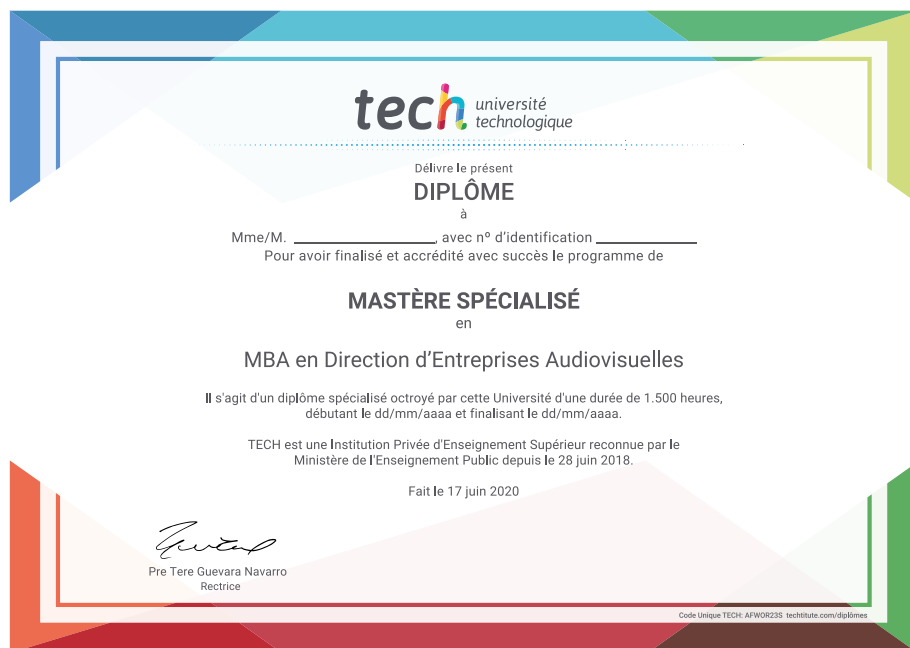 tech université
technologique
Délivre le présent
DIPLÔME
à
Mme/M. , avec nº d'identification
Pour avoir finalisé et accrédité avec succès le programme de
MASTÈRE SPÉCIALISÉ
en
MBA en Direction d'Entreprises Audiovisuelles
Il s'agit d'un diplôme spécialisé octroyé par cette Université d'une durée de 1.500 heures,
débutant le dd/mm/aaaa et finalisant le dd/mm/aaaa.
TECH est une Institution Privée d'Enseignement Supérieur reconnue par le
Ministère de l'Enseignement Public depuis le 28 juin 2018.
Fait le 17 juin 2020
Pre Tere Guevara Navarro
Rectrice
Code Unique TECH: AFWOR23S techtitute.com/diplômes